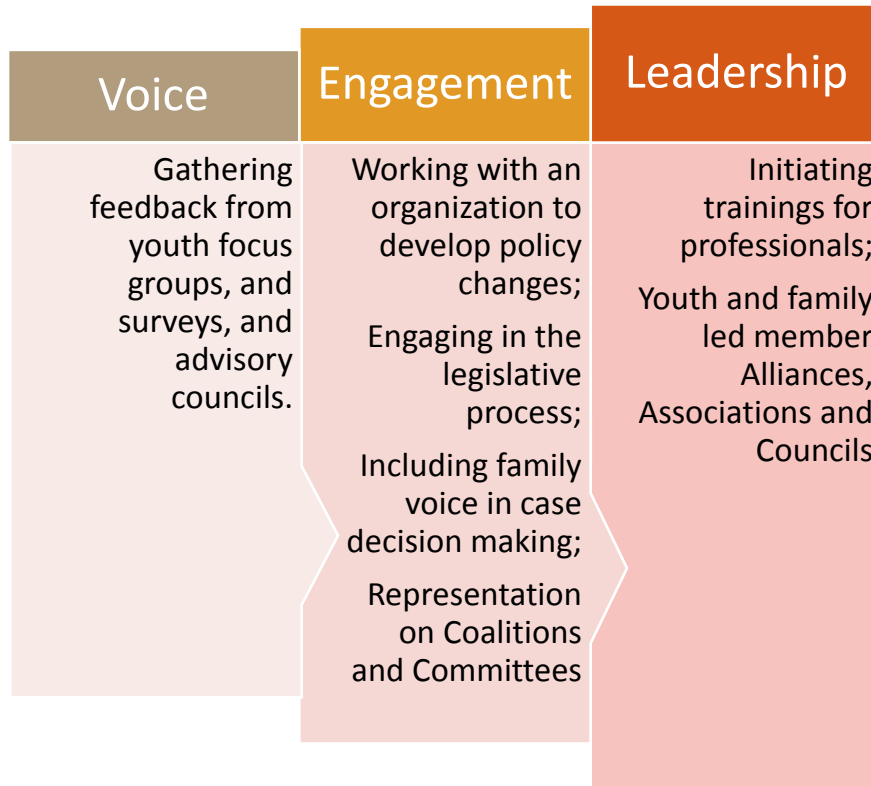 Voice
Gathering
feedback from
youth focus
groups, and
surveys, and
advisory
councils.
Engagement
Working with an
organization to
develop policy
changes;
Engaging in the
legislative
process;
Including family
voice in case
decision making;
Representation
on Coalitions
and Committees
Leadership
Initiating
trainings for
professionals;
Youth and family
led member
Alliances,
Associations and
Councils